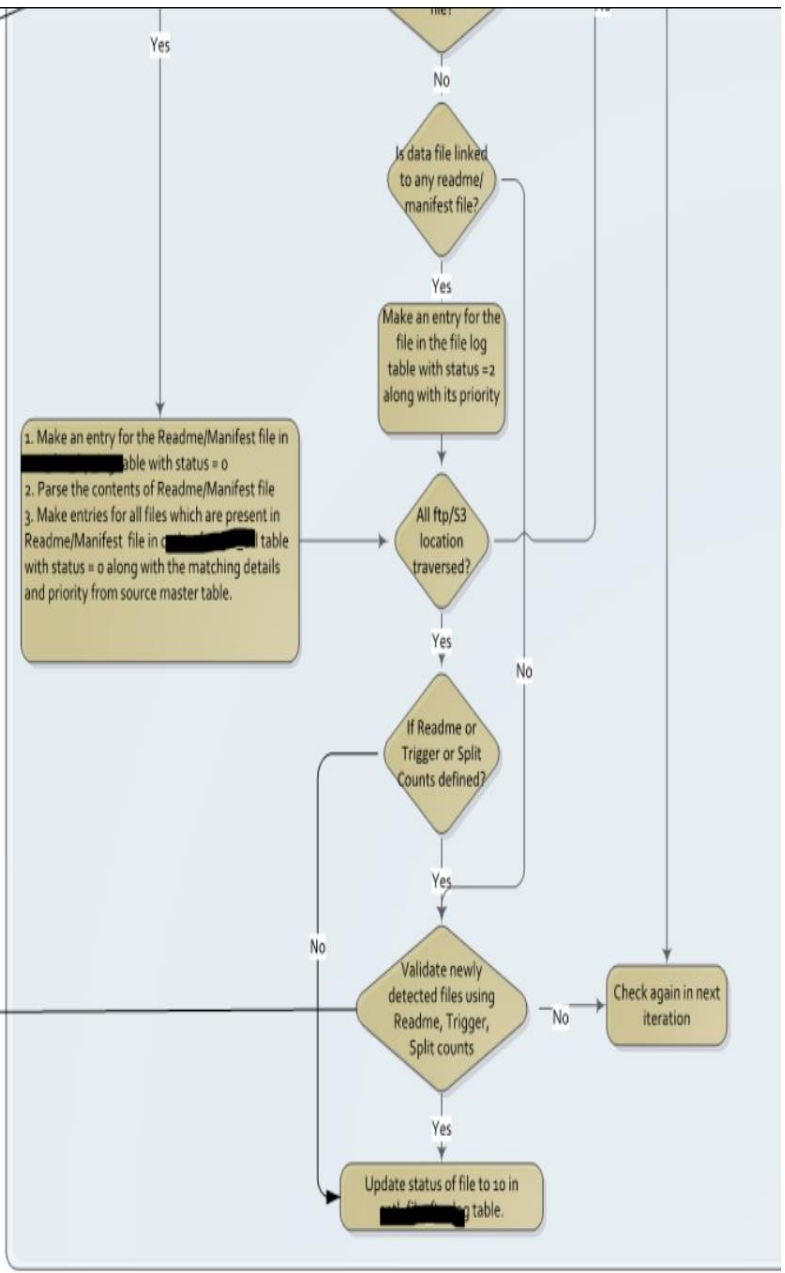 file?
Yes
No
Is data file linked
to any readme/
manifest file?
Yes
Make an entry for the
file in the file log
table with status =2
along with its priority
1. Make an entry for the Readme/Manifest file in
able with status = 0
2. Parse the contents of Readme/Manifest file
3. Make entries for all files which are present in
Readme/Manifest file in table
with status = 0 along with the matching details
and priority from source master table.
All ftp/S3
location
traversed?
Yes
No
If Readme or
Trigger or Split
Counts defined?
Yes
No
Validate newly
detected files using
Readme, Trigger,
Split counts
No
Check again in next
iteration
Yes
Update status of file to 10 in
table.